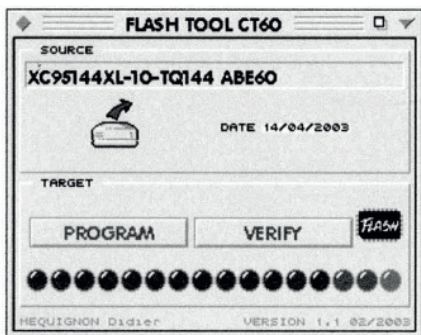 FLASH TOOL CT60
SOURCE
XC95144XL-10-TQ144 ABE60
DATE 14/04/2003
TARGET
PROGRAM
VERIFY
FLASH
HEQUIGNON Didier
VERSION 1.1 02/2003